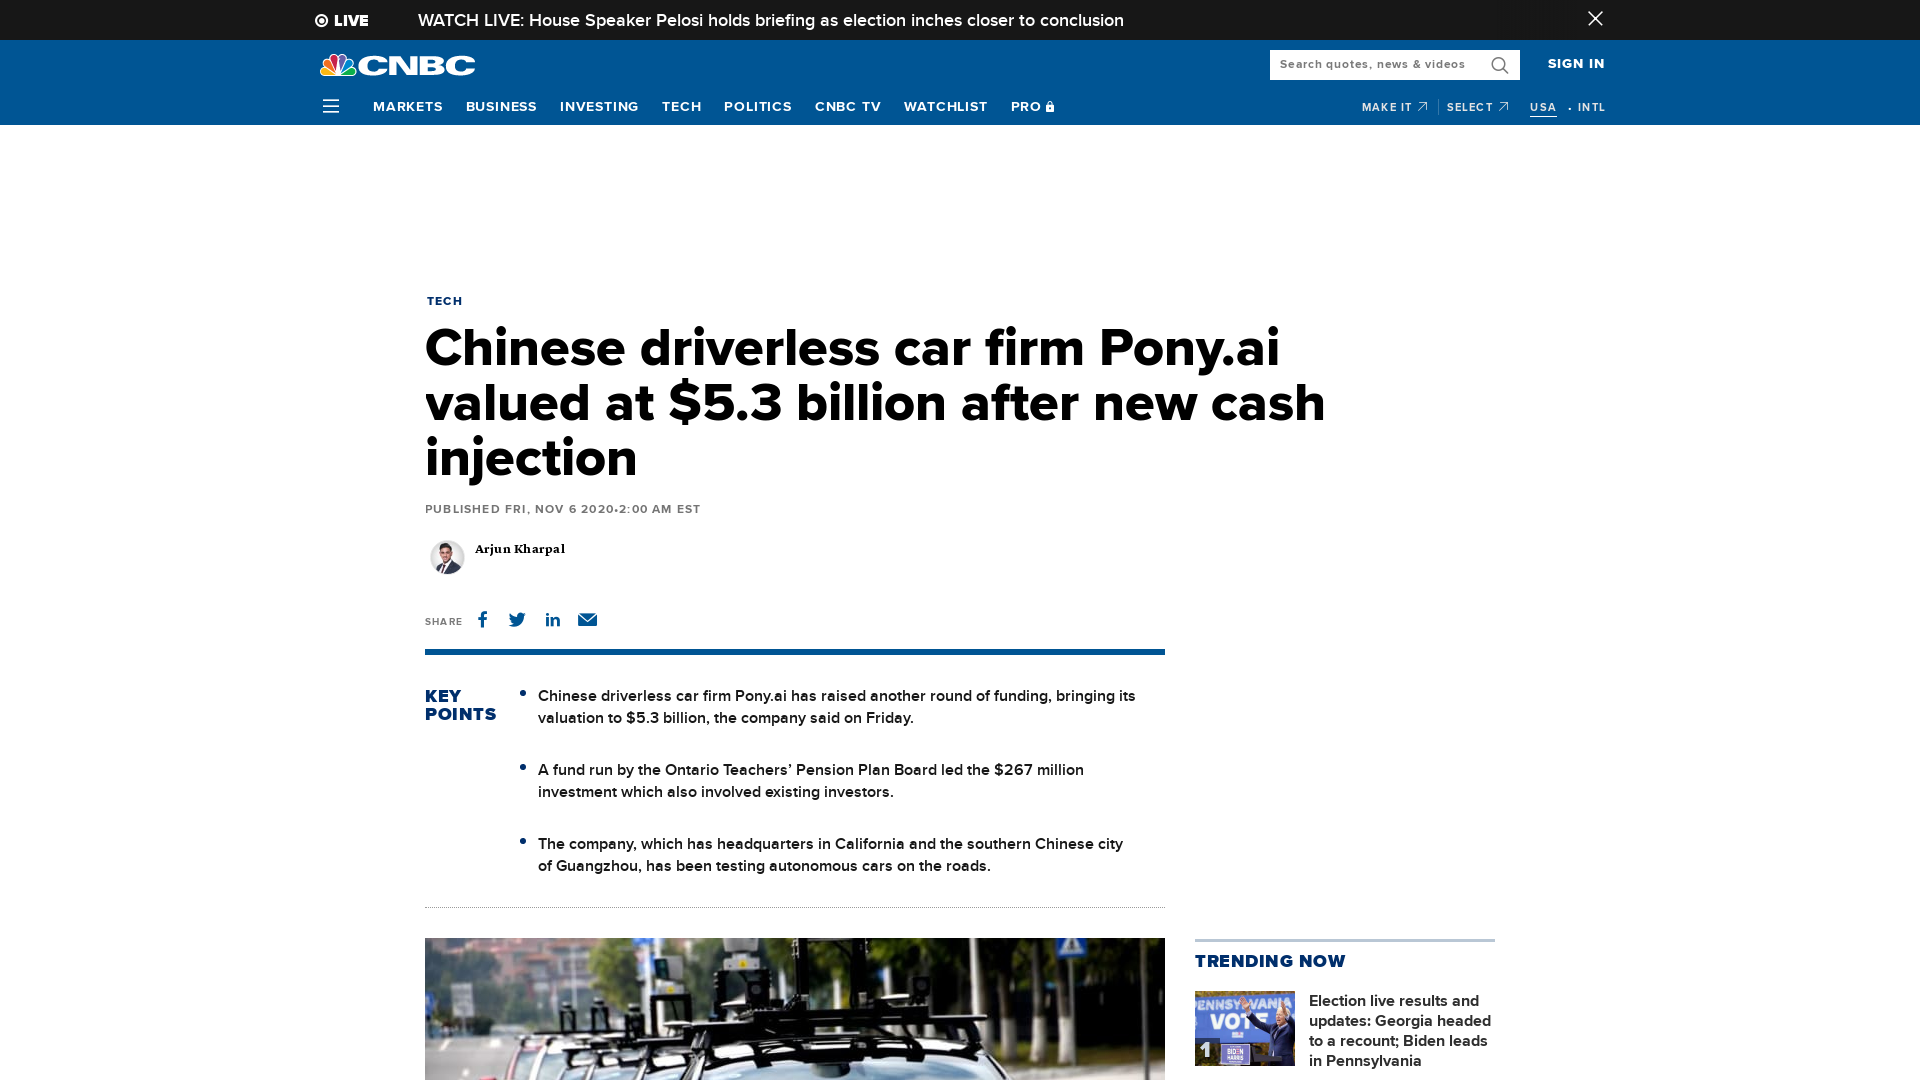 LIVE
WATCH LIVE: House Speaker Pelosi holds briefing as election inches closer to conclusion
CNBC
Search quotes, news & videos
SIGN IN
MARKETS BUSINESS INVESTING TECH POLITICS CNBC TV WATCHLIST PRO
MAKE IT SELECT USA • INTL
TECH
Chinese driverless car firm Pony.ai
valued at $5.3 billion after new cash
injection
PUBLISHED FRI, NOV 6 2020•2:00 AM EST
Arjun Kharpal
SHARE
KEY
POINTS
• Chinese driverless car firm Pony.ai has raised another round of funding, bringing its
valuation to $5.3 billion, the company said on Friday.
• A fund run by the Ontario Teachers’ Pension Plan Board led the $267 million
investment which also involved existing investors.
• The company, which has headquarters in California and the southern Chinese city
of Guangzhou, has been testing autonomous cars on the roads.
TRENDING NOW
PENNSYLVANIA
VOTE
BIDEN
HARRIS
1
Election live results and
updates: Georgia headed
to a recount; Biden leads
in Pennsylvania